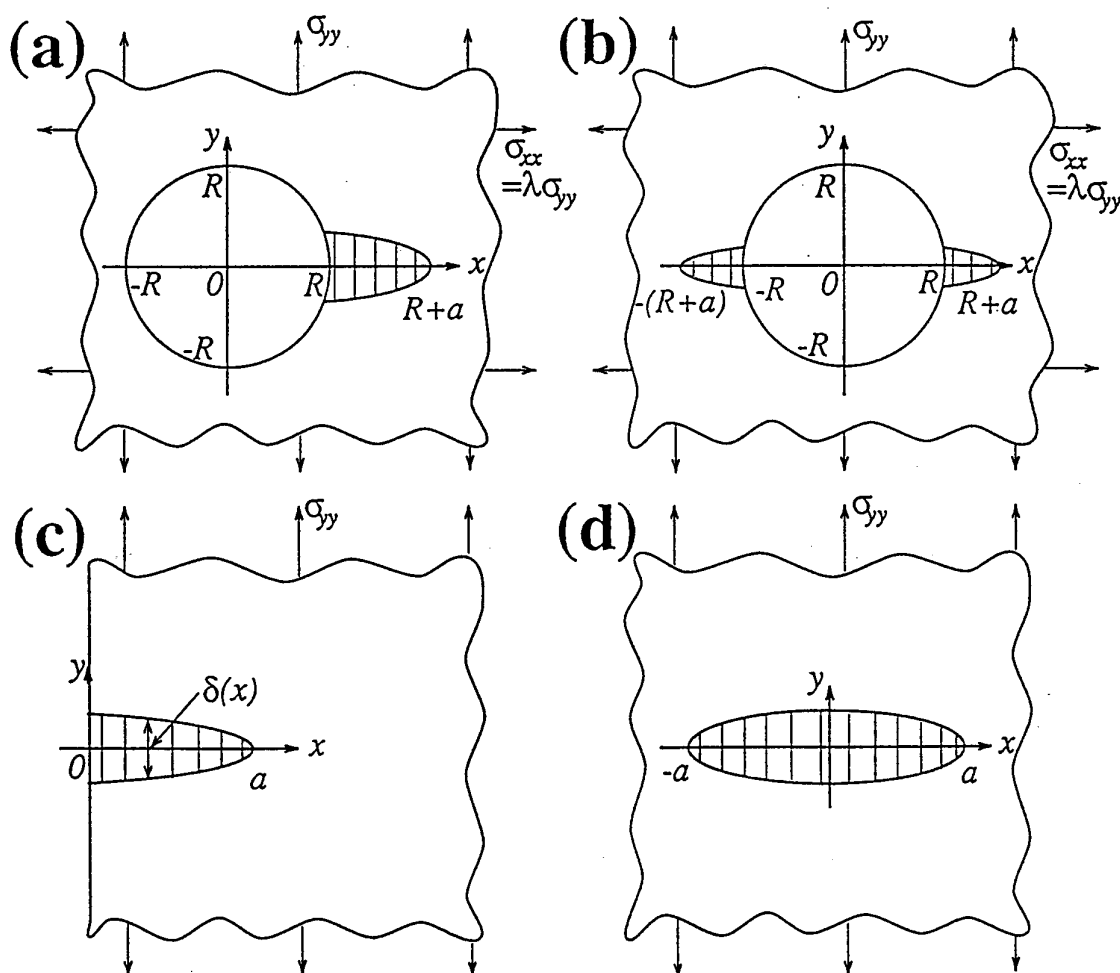 (a)
σyy
y
σxx
=λσyy
R
-R
0
R
x
R+a
-R
(b)
σyy
y
σxx
=λσyy
R
-(R+a)
-R
0
R
x
R+a
-R
(c)
σyy
y
δ(x)
0
a
x
(d)
σyy
y
-a
a
x